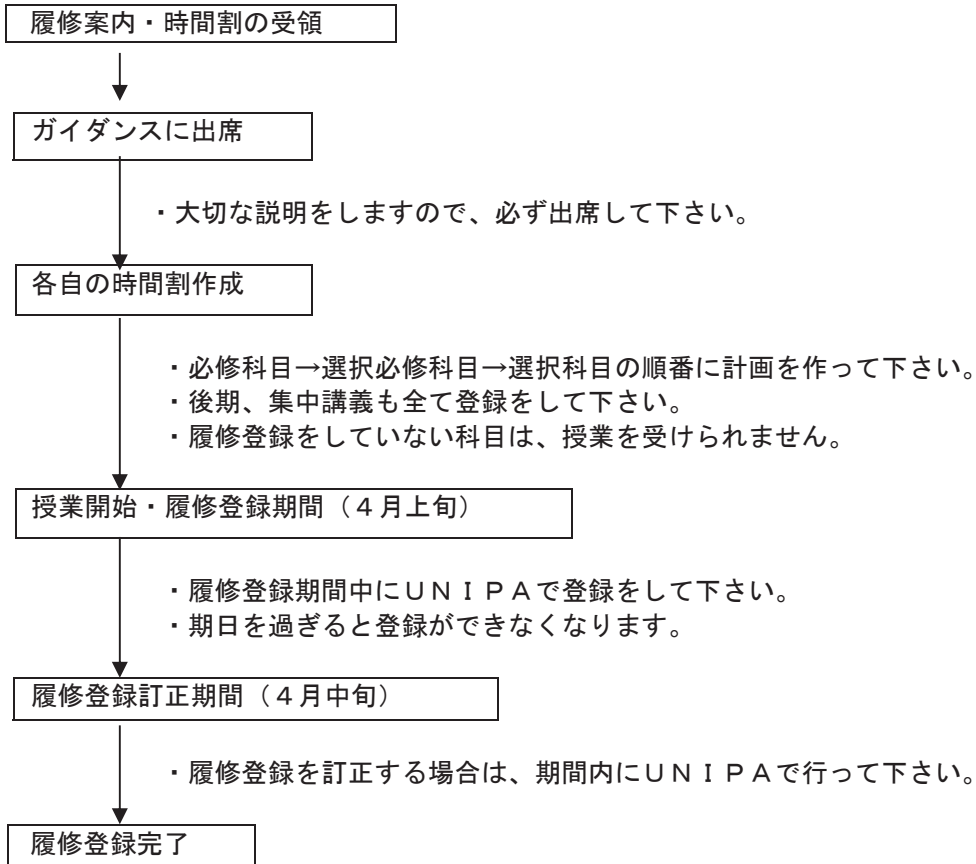 履修案内・時間割の受領
ガイダンスに出席
・大切な説明をしますので、必ず出席して下さい。
各自の時間割作成
・必修科目→選択必修科目→選択科目の順番に計画を作って下さい。
・後期、集中講義も全て登録をして下さい。
・履修登録をしていない科目は、授業を受けられません。
授業開始・履修登録期間（４月上旬）
・履修登録期間中にＵＮＩＰＡで登録をして下さい。
・期日を過ぎると登録ができなくなります。
履修登録訂正期間（４月中旬）
・履修登録を訂正する場合は、期間内にＵＮＩＰＡで行って下さい。
履修登録完了